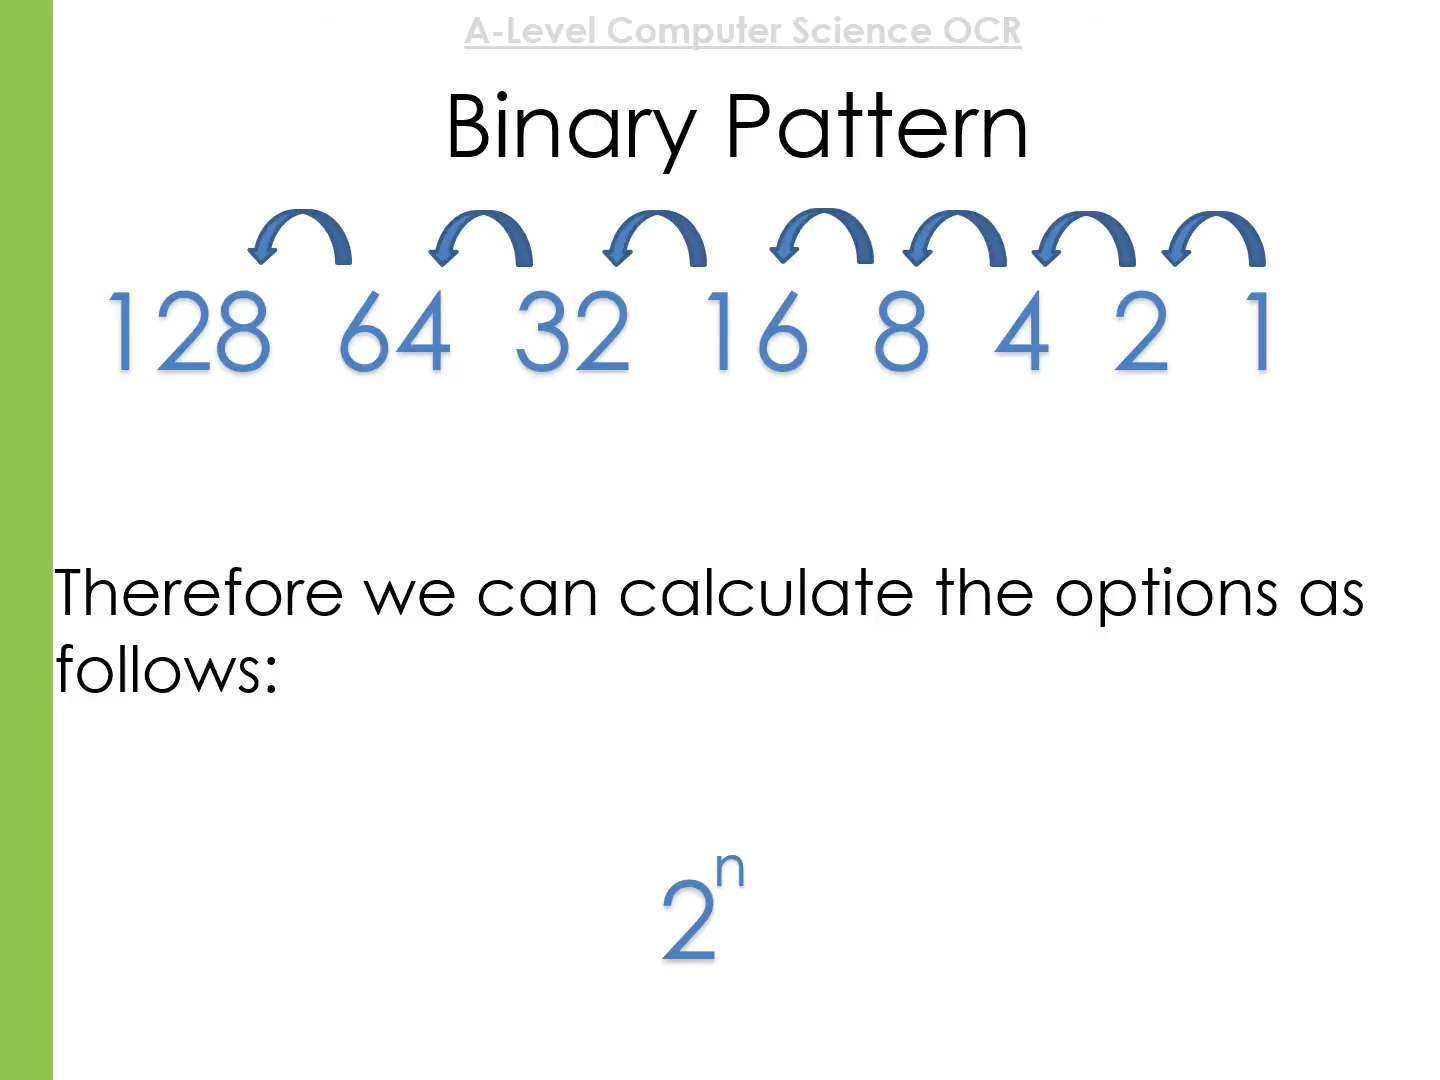 A-Level Computer Science OCR
Binary Pattern
128 64 32 16 8 4 2 1
Therefore we can calculate the options as
follows:
2ⁿ